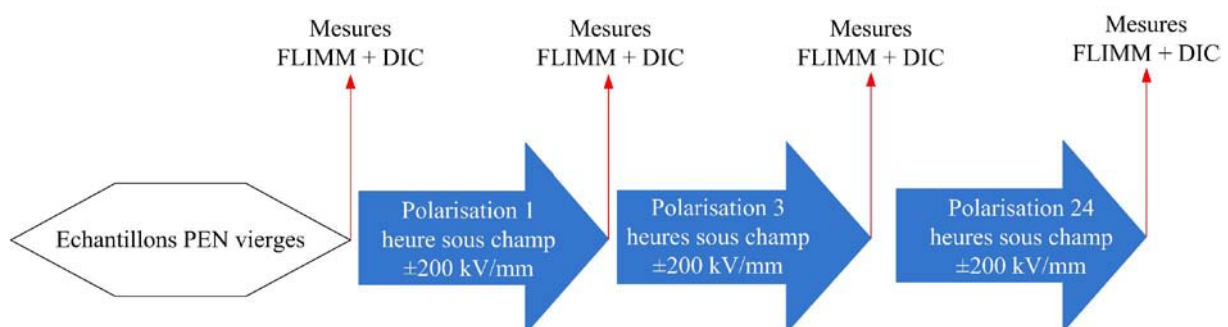 Mesures
FLIMM + DIC
Mesures
FLIMM + DIC
Mesures
FLIMM + DIC
Mesures
FLIMM + DIC
Echantillons PEN vierges
Polarisation 1
heure sous champ
±200 kV/mm
Polarisation 3
heures sous champ
±200 kV/mm
Polarisation 24
heures sous champ
±200 kV/mm